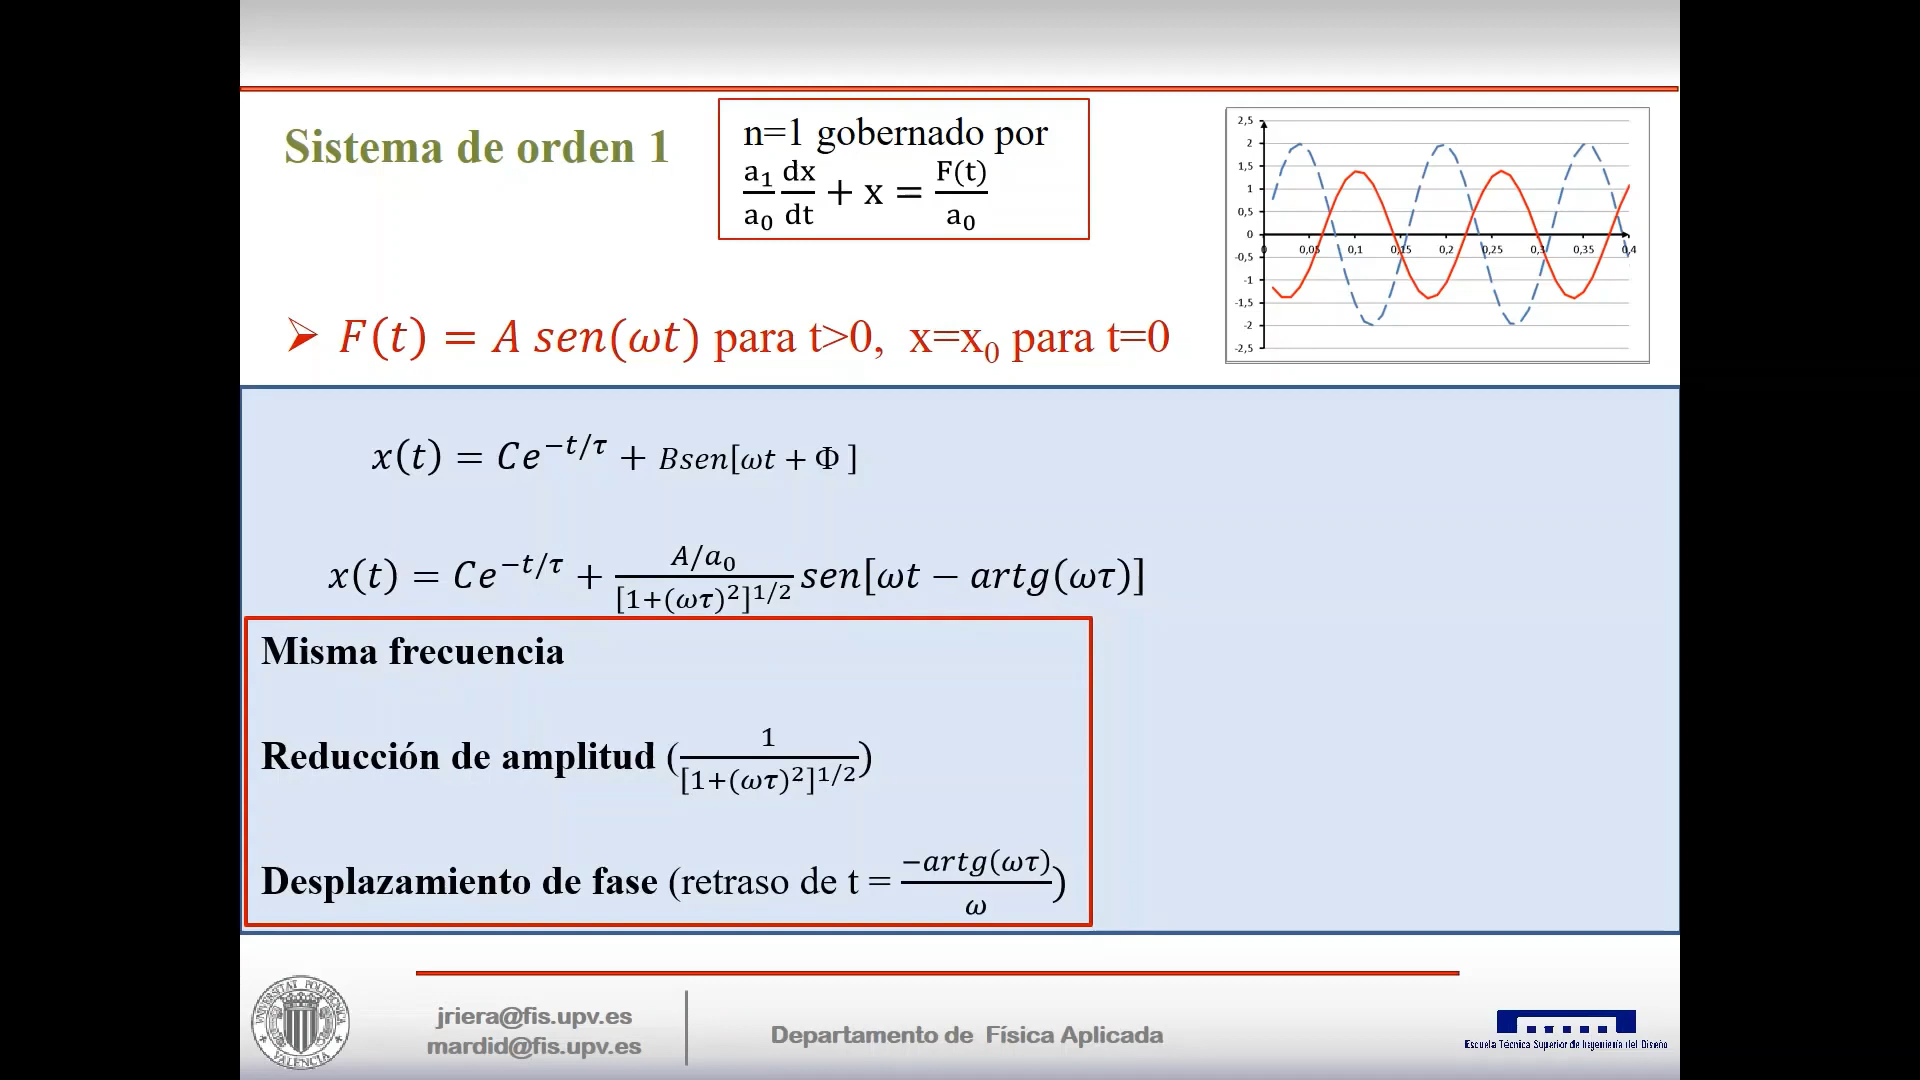 Sistema de orden 1
n=1 gobernado por
a₁/a₀ dx/dt + x = F(t)/a₀
2,5
2
1,5
1
0,5
0
-0,5
-1
-1,5
-2
-2,5
0 0,05 0,1 0,15 0,2 0,25 0,3 0,35 0,4
➢ F(t) = A sen(ωt) para t>0, x=x₀ para t=0
x(t) = Ce^(−t/τ) + Bsen[ωt + Φ ]
x(t) = Ce^(−t/τ) + (A/a₀)/([1+(ωτ)²]^(1/2)) sen[ωt − artg(ωτ)]
Misma frecuencia
Reducción de amplitud (1/[1+(ωτ)²]^(1/2))
Desplazamiento de fase (retraso de t = −artg(ωτ)/ω)
UNIVERSITAT POLITECNICA
VALENCIA
jriera@fis.upv.es
mardid@fis.upv.es
Departamento de Física Aplicada
Escuela Técnica Superior de Ingeniería del Diseño